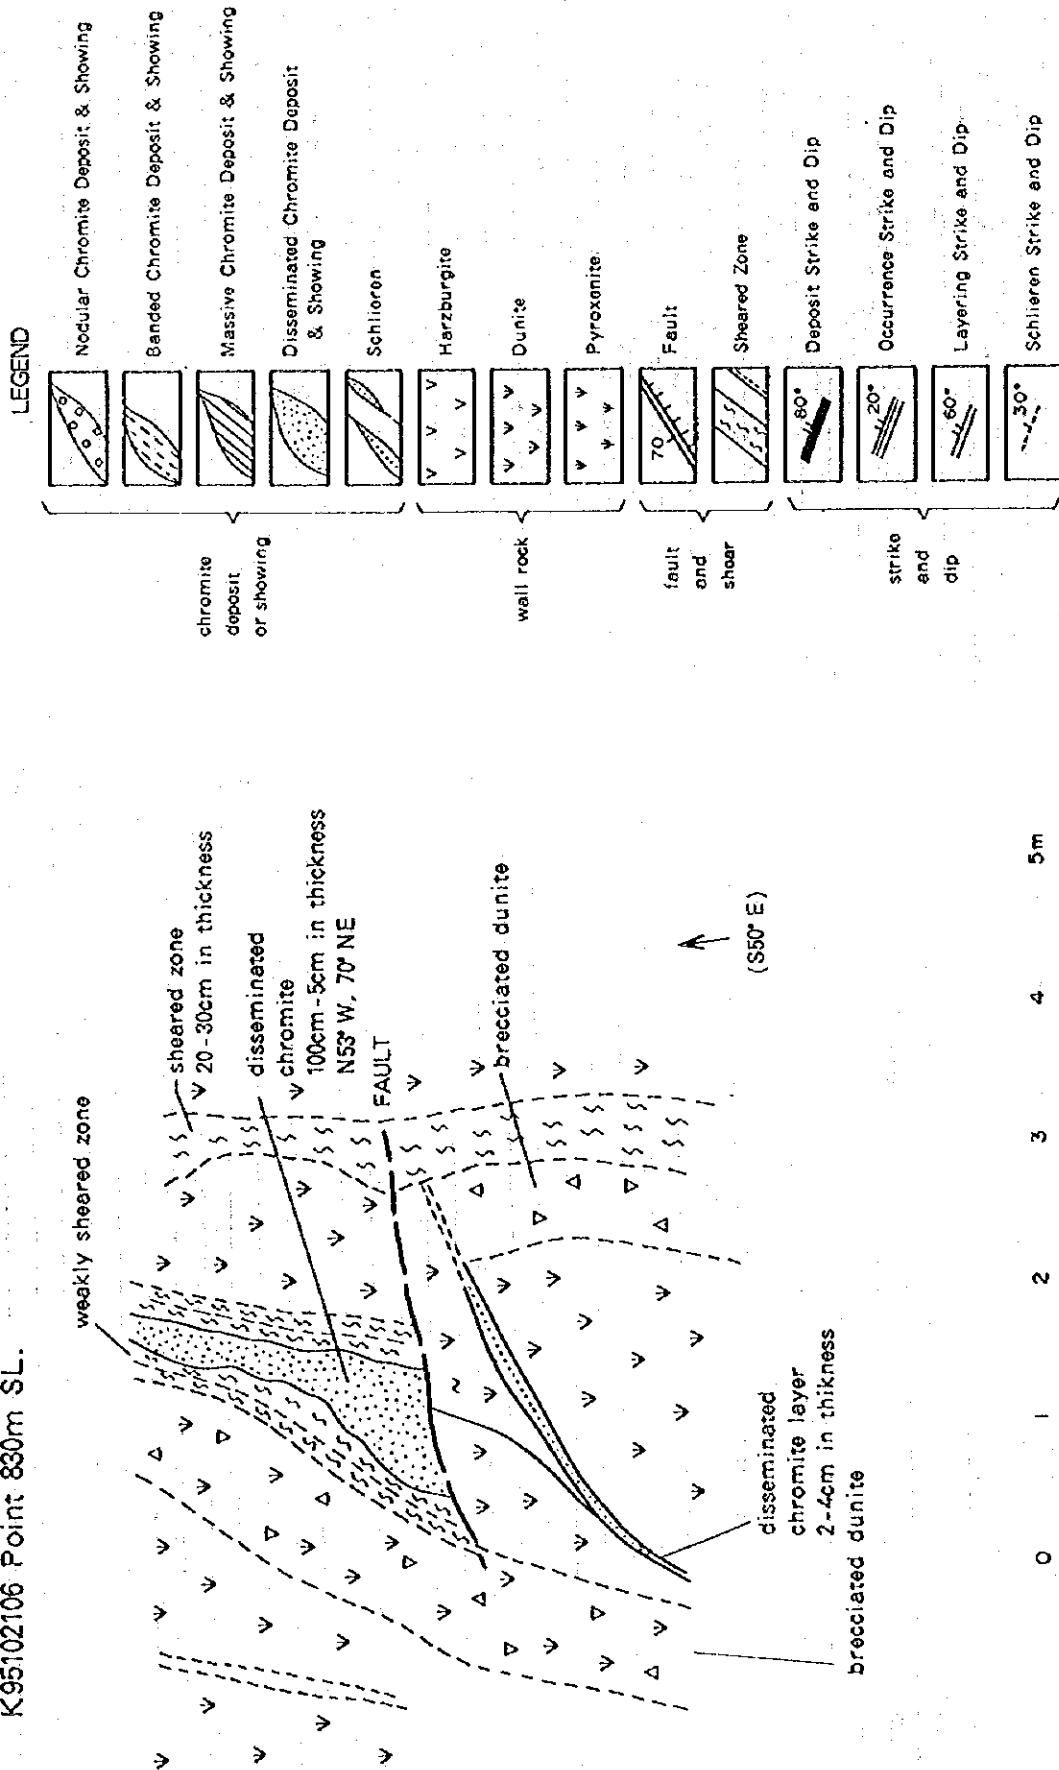 K95102106 Point 830m SL.
weakly sheared zone
sheared zone
20-30cm in thickness
disseminated
chromite
100cm-5cm in thickness
N53° W, 70° NE
FAULT
brecciated dunite
(S50° E)
disseminated
chromite layer
2-4cm in thikness
brecciated dunite
0 1 2 3 4 5m
LEGEND
chromite
deposit
or showing
Nodular Chromite Deposit & Showing
Banded Chromite Deposit & Showing
Massive Chromite Deposit & Showing
Disseminated Chromite Deposit
& Showing
Schlieren
wall rock
Harzburgite
Dunite
Pyroxenite
fault
and
shear
70
Fault
Sheared Zone
strike
and
dip
80°
Deposit Strike and Dip
20°
Occurrence Strike and Dip
60°
Layering Strike and Dip
30°
Schlieren Strike and Dip